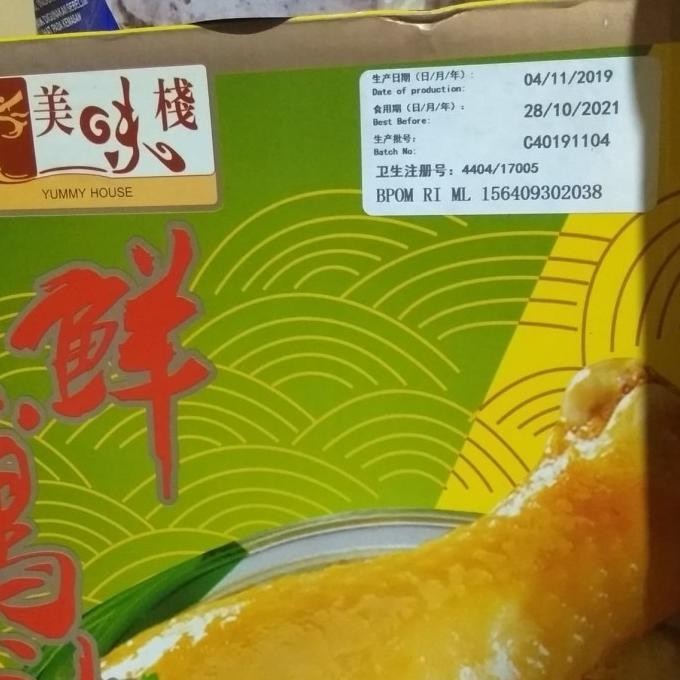 美味棧
YUMMY HOUSE
生产日期（日/月/年）: 04/11/2019
Date of production:
食用期（日/月/年）: 28/10/2021
Best Before:
生产批号: C40191104
Batch No:
卫生注册号: 4404/17005
BPOM RI ML 156409302038
鮮